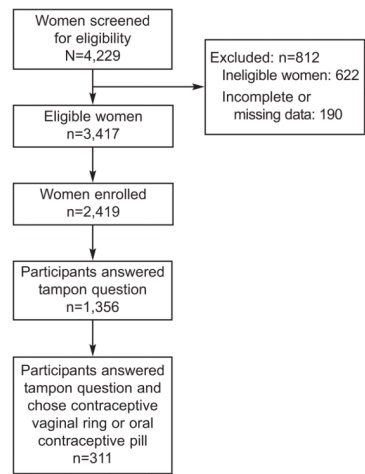 Women screened
for eligibility
N=4,229
Excluded: n=812
Ineligible women: 622
Incomplete or
missing data: 190
Eligible women
n=3,417
Women enrolled
n=2,419
Participants answered
tampon question
n=1,356
Participants answered
tampon question and
chose contraceptive
vaginal ring or oral
contraceptive pill
n=311